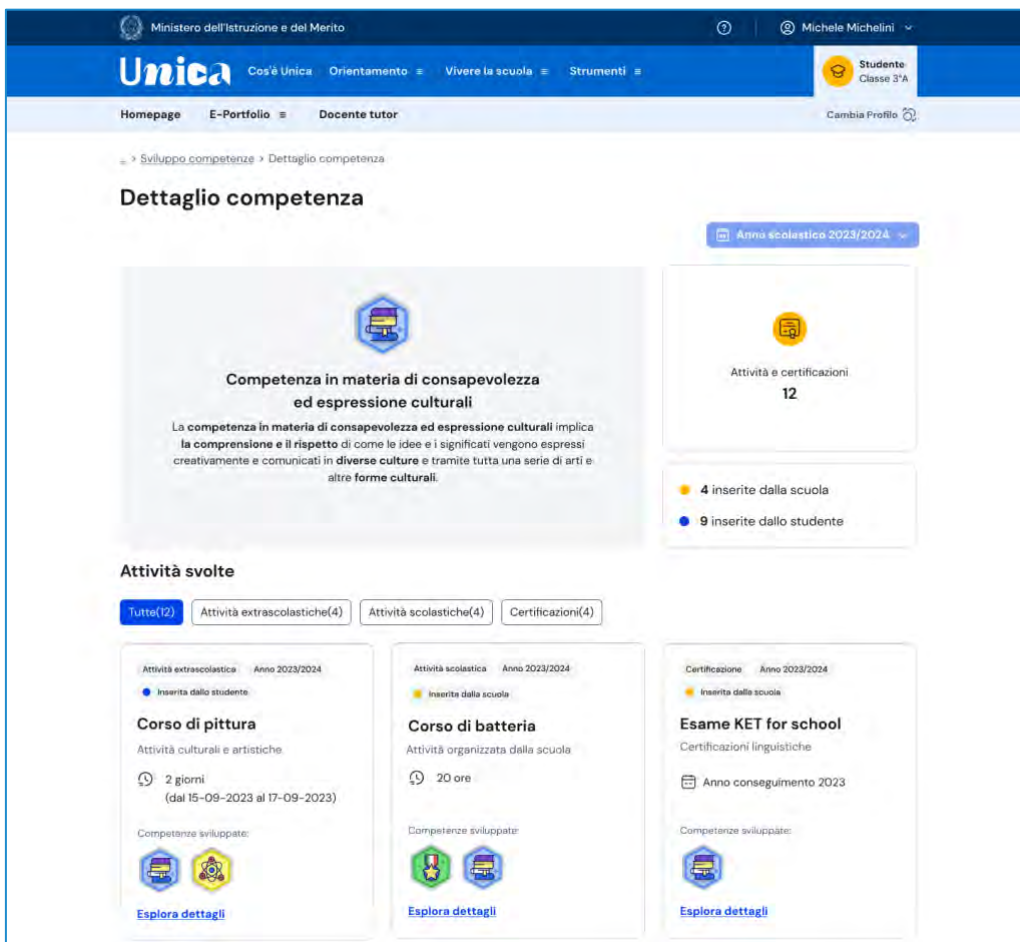 Ministero dell'Istruzione e del Merito
Michele Michelini
Unica
Cos'è Unica Orientamento Vivere la scuola Strumenti
Studente
Classe 3ªA
Homepage E-Portfolio Docente tutor
Cambia Profilo
... > Sviluppo competenze > Dettaglio competenza
Dettaglio competenza
Anno scolastico 2023/2024
Competenza in materia di consapevolezza
ed espressione culturali
La competenza in materia di consapevolezza ed espressione culturali implica
la comprensione e il rispetto di come le idee e i significati vengono espressi
creativamente e comunicati in diverse culture e tramite tutta una serie di arti e
altre forme culturali.
Attività e certificazioni
12
4 inserite dalla scuola
9 inserite dallo studente
Attività svolte
Tutte(12) Attività extrascolastiche(4) Attività scolastiche(4) Certificazioni(4)
Attività extrascolastica Anno 2023/2024
Inserita dallo studente
Corso di pittura
Attività culturali e artistiche
2 giorni
(dal 15-09-2023 al 17-09-2023)
Competenze sviluppate:
Esplora dettagli
Attività scolastica Anno 2023/2024
Inserita dalla scuola
Corso di batteria
Attività organizzata dalla scuola
20 ore
Competenze sviluppate:
Esplora dettagli
Certificazione Anno 2023/2024
Inserita dalla scuola
Esame KET for school
Certificazioni linguistiche
Anno conseguimento 2023
Competenze sviluppate:
Esplora dettagli